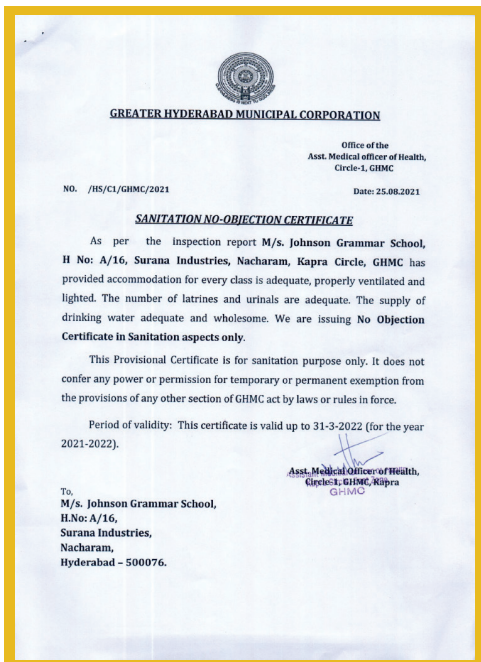 GREATER HYDERABAD MUNICIPAL CORPORATION
Office of the
Asst. Medical officer of Health,
Circle-1, GHMC
NO. /HS/C1/GHMC/2021
Date: 25.08.2021
SANITATION NO-OBJECTION CERTIFICATE
As per the inspection report M/s. Johnson Grammar School,
H No: A/16, Surana Industries, Nacharam, Kapra Circle, GHMC has
provided accommodation for every class is adequate, properly ventilated and
lighted. The number of latrines and urinals are adequate. The supply of
drinking water adequate and wholesome. We are issuing No Objection
Certificate in Sanitation aspects only.
This Provisional Certificate is for sanitation purpose only. It does not
confer any power or permission for temporary or permanent exemption from
the provisions of any other section of GHMC act by laws or rules in force.
Period of validity: This certificate is valid up to 31-3-2022 (for the year
2021-2022).
Asst. Medical Officer of Health,
Circle-1, GHMC, Kapra
GHMC
To,
M/s. Johnson Grammar School,
H.No: A/16,
Surana Industries,
Nacharam,
Hyderabad – 500076.